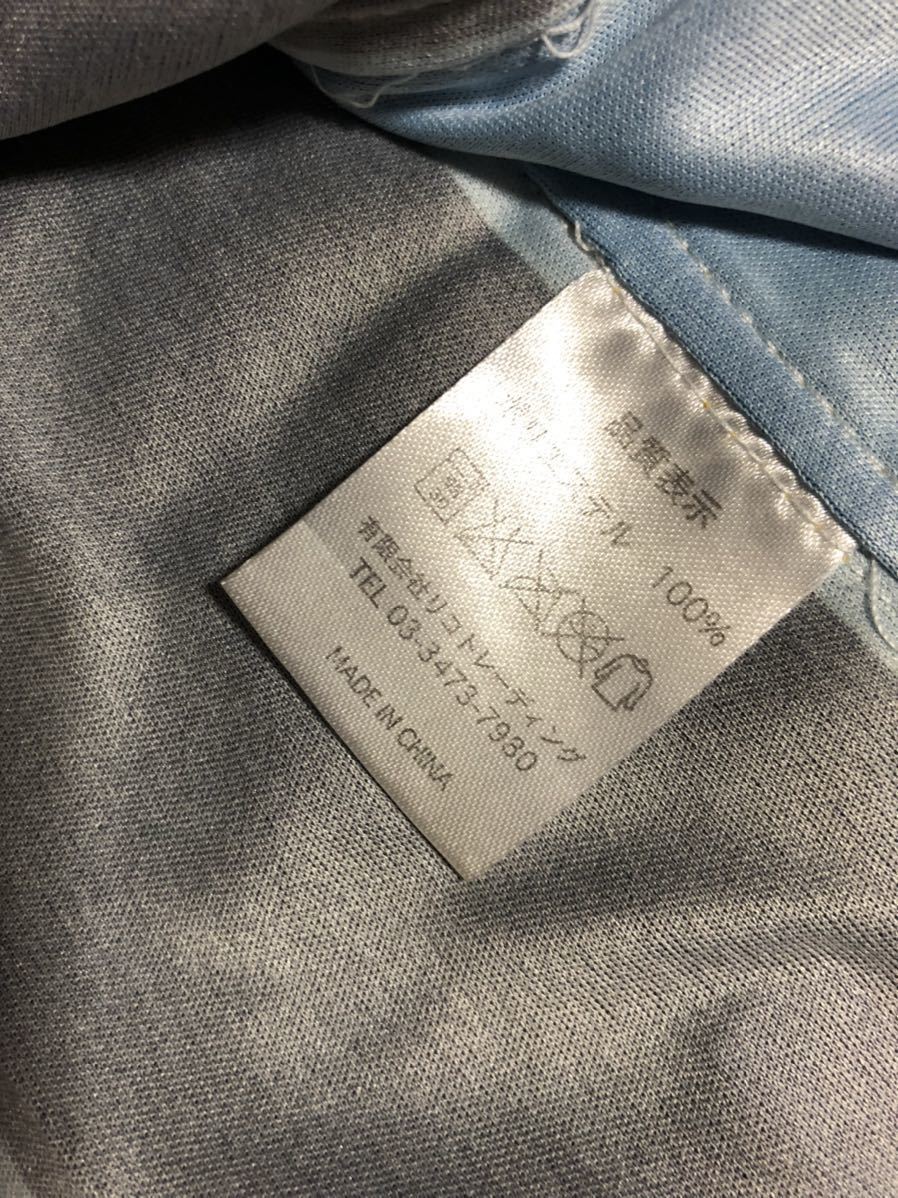 品質表示
ポリエステル 100%
有限会社リコトレーディング
TEL 03-3473-7980
MADE IN CHINA